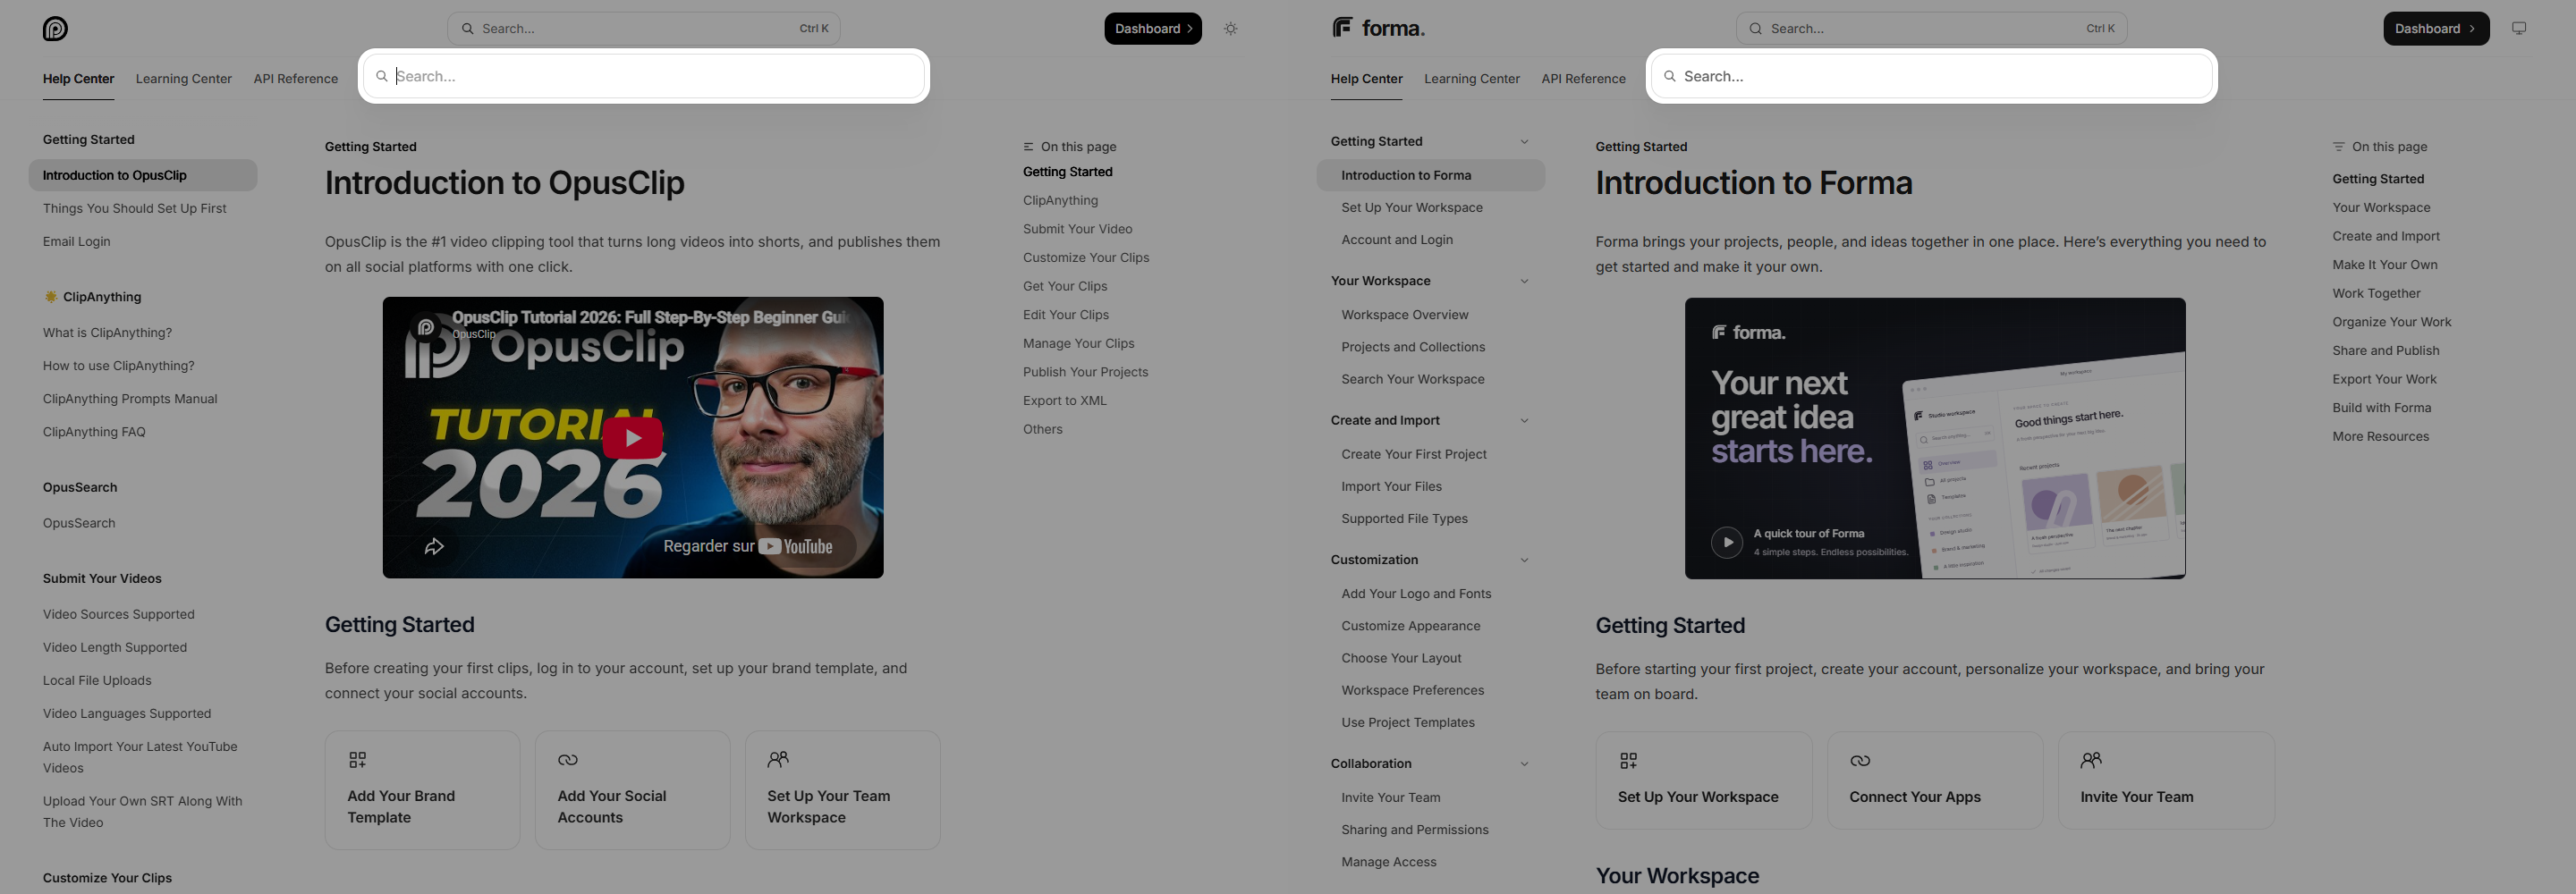 Search...
Ctrl K
Dashboard
Help Center
Learning Center
API Reference
Search...
Getting Started
Introduction to OpusClip
Things You Should Set Up First
Email Login
ClipAnything
What is ClipAnything?
How to use ClipAnything?
ClipAnything Prompts Manual
ClipAnything FAQ
OpusSearch
OpusSearch
Submit Your Videos
Video Sources Supported
Video Length Supported
Local File Uploads
Video Languages Supported
Auto Import Your Latest YouTube
Videos
Upload Your Own SRT Along With
The Video
Customize Your Clips
Getting Started
Introduction to OpusClip
OpusClip is the #1 video clipping tool that turns long videos into shorts, and publishes them
on all social platforms with one click.
OpusClip Tutorial 2026: Full Step-By-Step Beginner Gui
OpusClip
OpusClip
TUTORIAL
2026
Regarder sur YouTube
Getting Started
Before creating your first clips, log in to your account, set up your brand template, and
connect your social accounts.
Add Your Brand
Template
Add Your Social
Accounts
Set Up Your Team
Workspace
On this page
Getting Started
ClipAnything
Submit Your Video
Customize Your Clips
Get Your Clips
Edit Your Clips
Manage Your Clips
Publish Your Projects
Export to XML
Others
forma.
Search...
Ctrl K
Dashboard
Help Center
Learning Center
API Reference
Search...
Getting Started
Introduction to Forma
Set Up Your Workspace
Account and Login
Your Workspace
Workspace Overview
Projects and Collections
Search Your Workspace
Create and Import
Create Your First Project
Import Your Files
Supported File Types
Customization
Add Your Logo and Fonts
Customize Appearance
Choose Your Layout
Workspace Preferences
Use Project Templates
Collaboration
Invite Your Team
Sharing and Permissions
Manage Access
Getting Started
Introduction to Forma
Forma brings your projects, people, and ideas together in one place. Here's everything you need to
get started and make it your own.
forma.
Your next
great idea
starts here.
A quick tour of Forma
4 simple steps. Endless possibilities.
My workspace
Studio workspace
Overview
All projects
Templates
Design studio
Brand & marketing
Good things start here.
Recent projects
Getting Started
Before starting your first project, create your account, personalize your workspace, and bring your
team on board.
Set Up Your Workspace
Connect Your Apps
Invite Your Team
Your Workspace
On this page
Getting Started
Your Workspace
Create and Import
Make It Your Own
Work Together
Organize Your Work
Share and Publish
Export Your Work
Build with Forma
More Resources